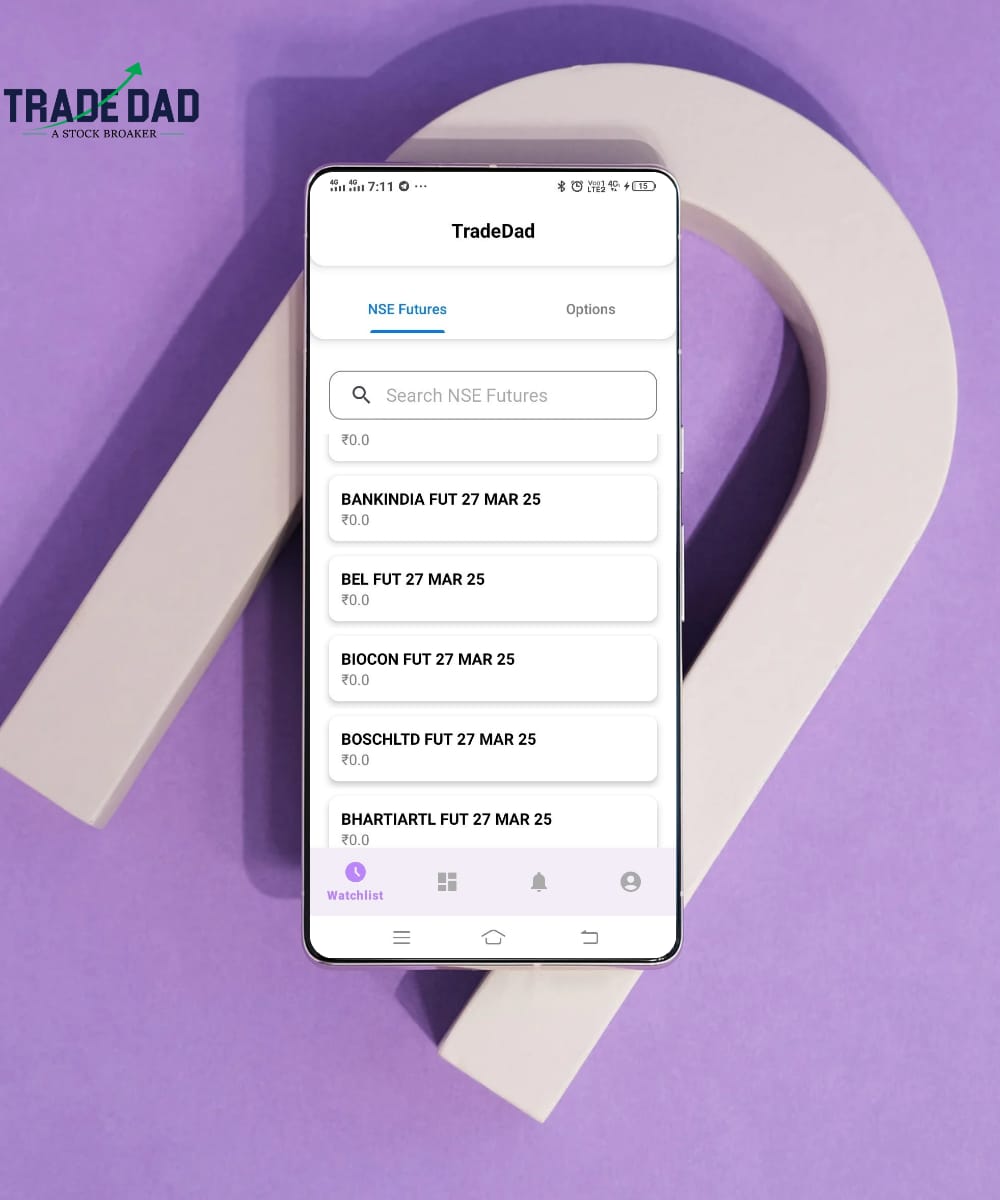 TRADE DAD
A STOCK BROAKER
4G 4G 7:11 ··· Vo1 LTE2 4G 15
TradeDad
NSE Futures Options
Search NSE Futures
₹0.0
BANKINDIA FUT 27 MAR 25
₹0.0
BEL FUT 27 MAR 25
₹0.0
BIOCON FUT 27 MAR 25
₹0.0
BOSCHLTD FUT 27 MAR 25
₹0.0
BHARTIARTL FUT 27 MAR 25
₹0.0
Watchlist